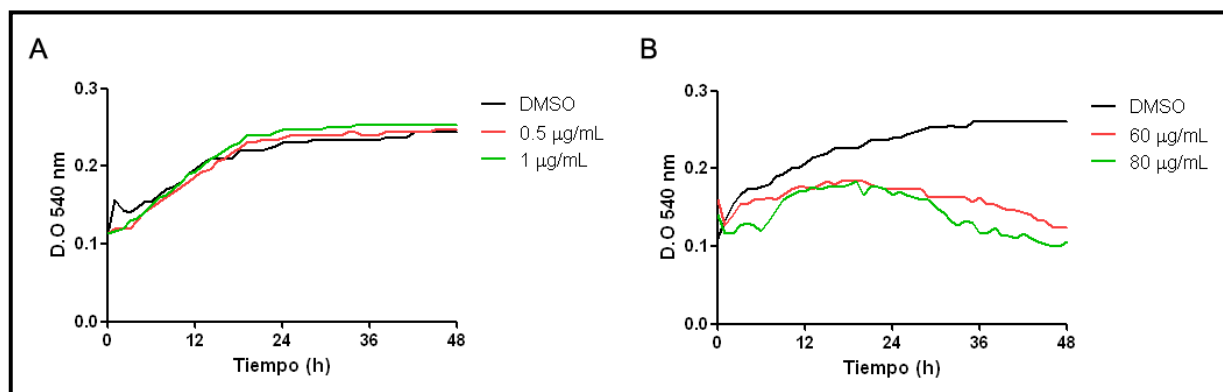 A
0.3
0.2
0.1
0.0
D.O 540 nm
0 12 24 36 48
Tiempo (h)
DMSO
0.5 µg/mL
1 µg/mL
B
0.3
0.2
0.1
0.0
D.O 540 nm
0 12 24 36 48
Tiempo (h)
DMSO
60 µg/mL
80 µg/mL